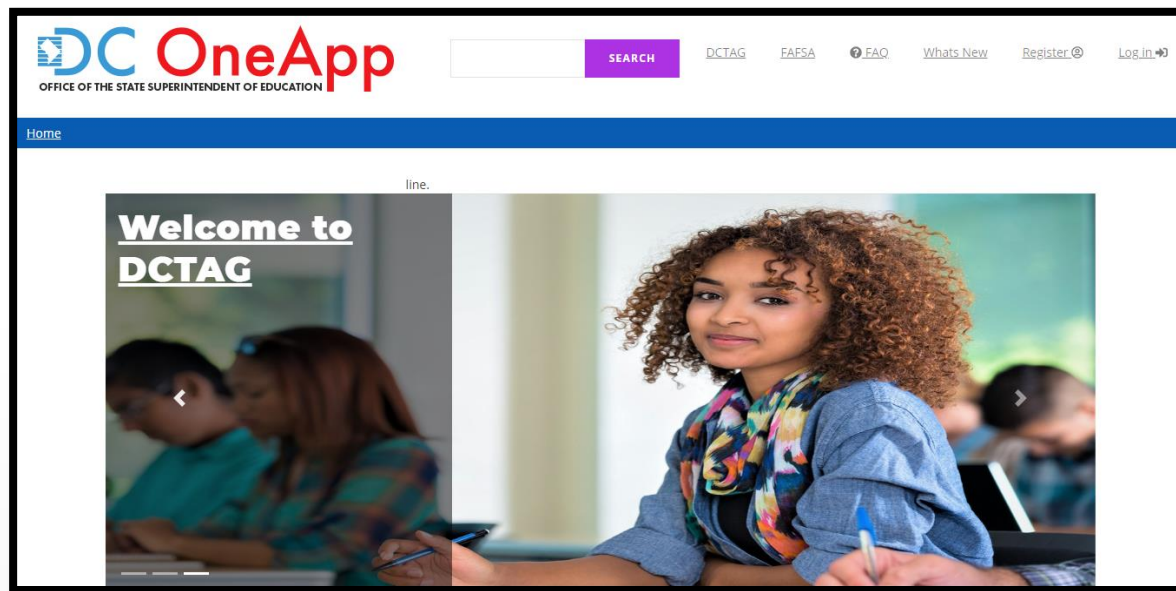 DC OneApp
OFFICE OF THE STATE SUPERINTENDENT OF EDUCATION
SEARCH
DCTAG FAFSA FAQ Whats New Register Log in
Home
line.
Welcome to
DCTAG